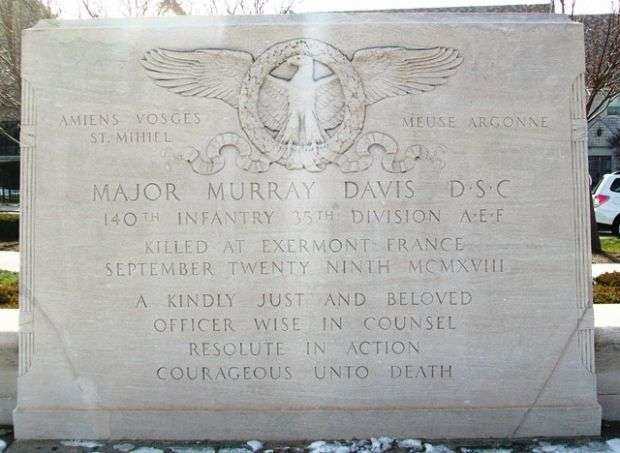 AMIENS VOSGES
ST. MIHIEL
MEUSE ARGONNE
MAJOR MURRAY DAVIS D·S·C
140TH INFANTRY 35TH DIVISION A·E·F
KILLED AT EXERMONT FRANCE
SEPTEMBER TWENTY NINTH MCMXVIII
A KINDLY JUST AND BELOVED
OFFICER WISE IN COUNSEL
RESOLUTE IN ACTION
COURAGEOUS UNTO DEATH